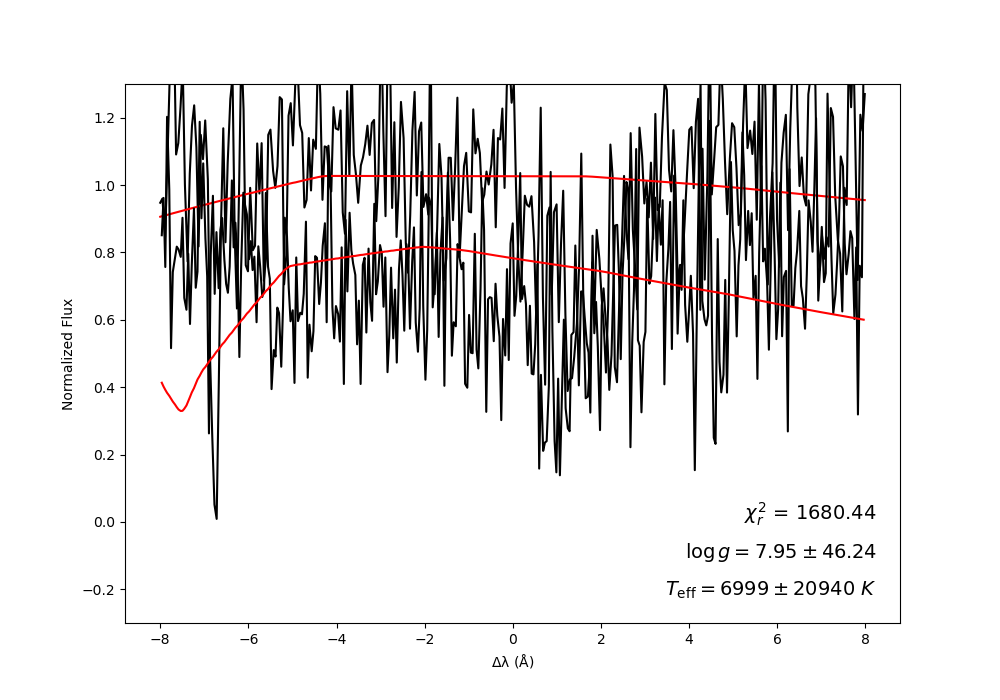 Normalized Flux
1.2
1.0
0.8
0.6
0.4
0.2
0.0
−0.2
−8 −6 −4 −2 0 2 4 6 8
Δλ (Å)
χ²ᵣ = 1680.44
log g = 7.95 ± 46.24
T_eff = 6999 ± 20940 K